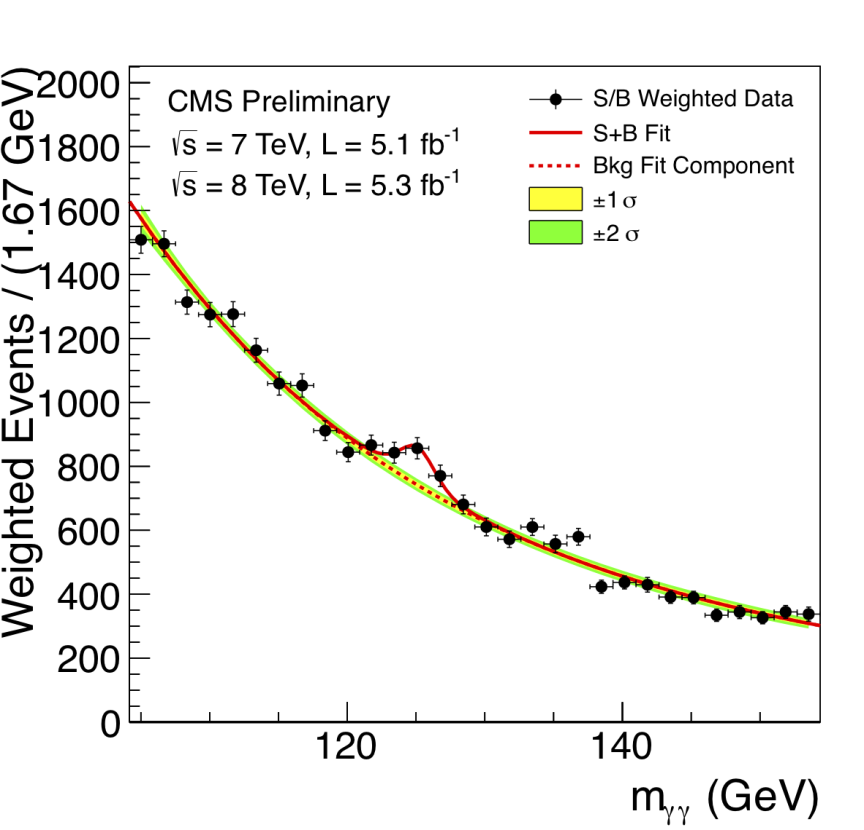 2000
1800
1600
1400
1200
1000
800
600
400
200
0
Weighted Events / (1.67 GeV)
CMS Preliminary
√s = 7 TeV, L = 5.1 fb⁻¹
√s = 8 TeV, L = 5.3 fb⁻¹
S/B Weighted Data
S+B Fit
Bkg Fit Component
±1 σ
±2 σ
120 140
mγγ (GeV)